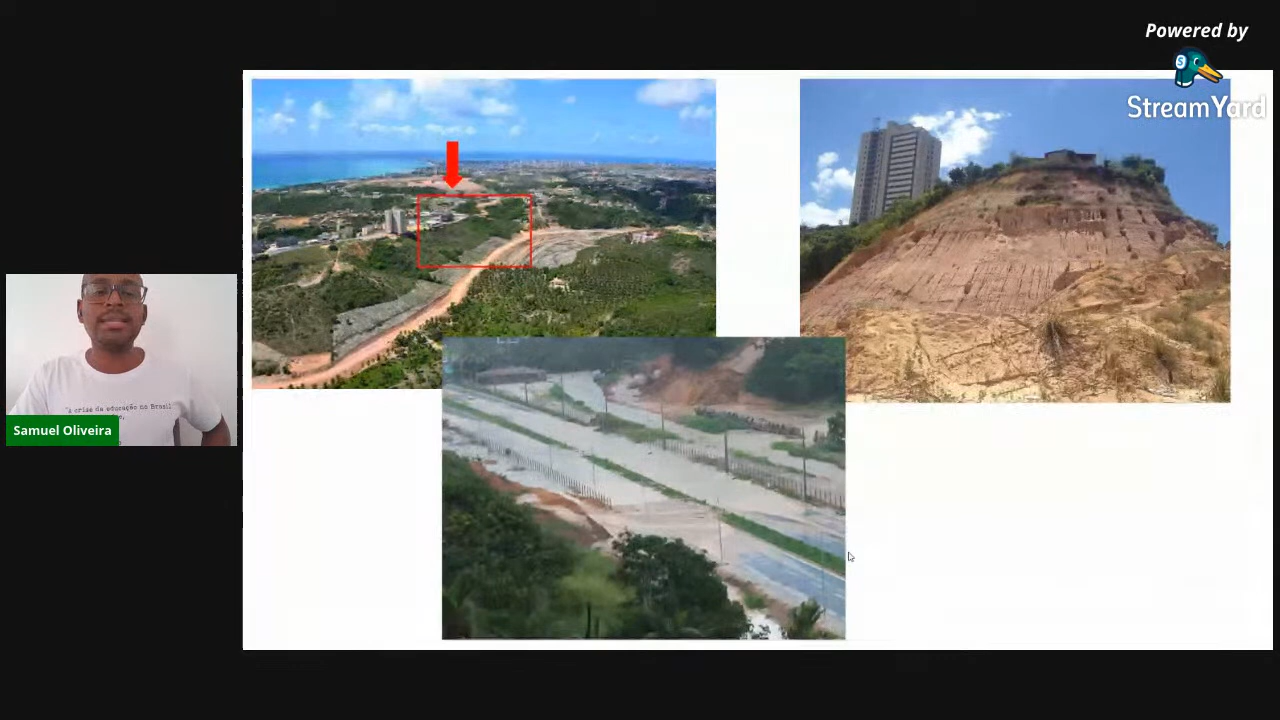 Powered by
StreamYard
"a crise da educação no Brasil
Samuel Oliveira